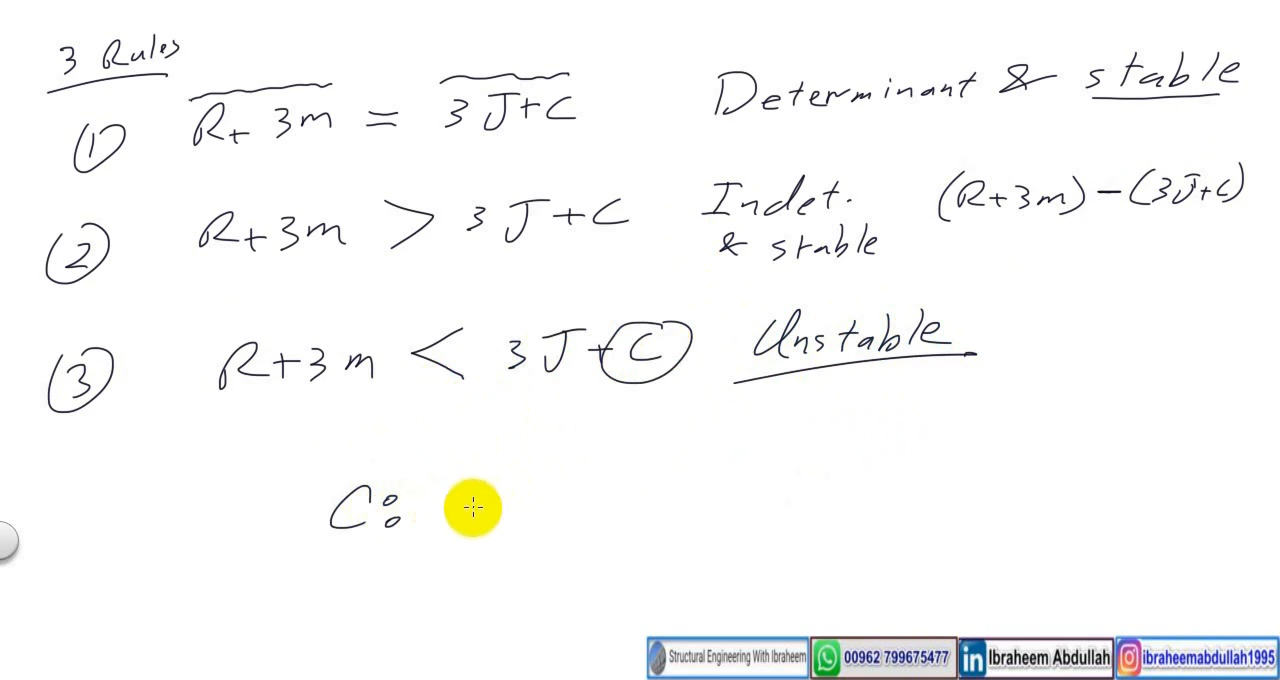 3 Rules
① R+ 3m = 3J+C Determinant & stable
② R+3m > 3J+C Indet. & stable (R+3m)-(3J+C)
③ R+3m < 3J+C Unstable
C:
Structural Engineering With Ibraheem 00962 799675477 in Ibraheem Abdullah ibraheemabdullah1995